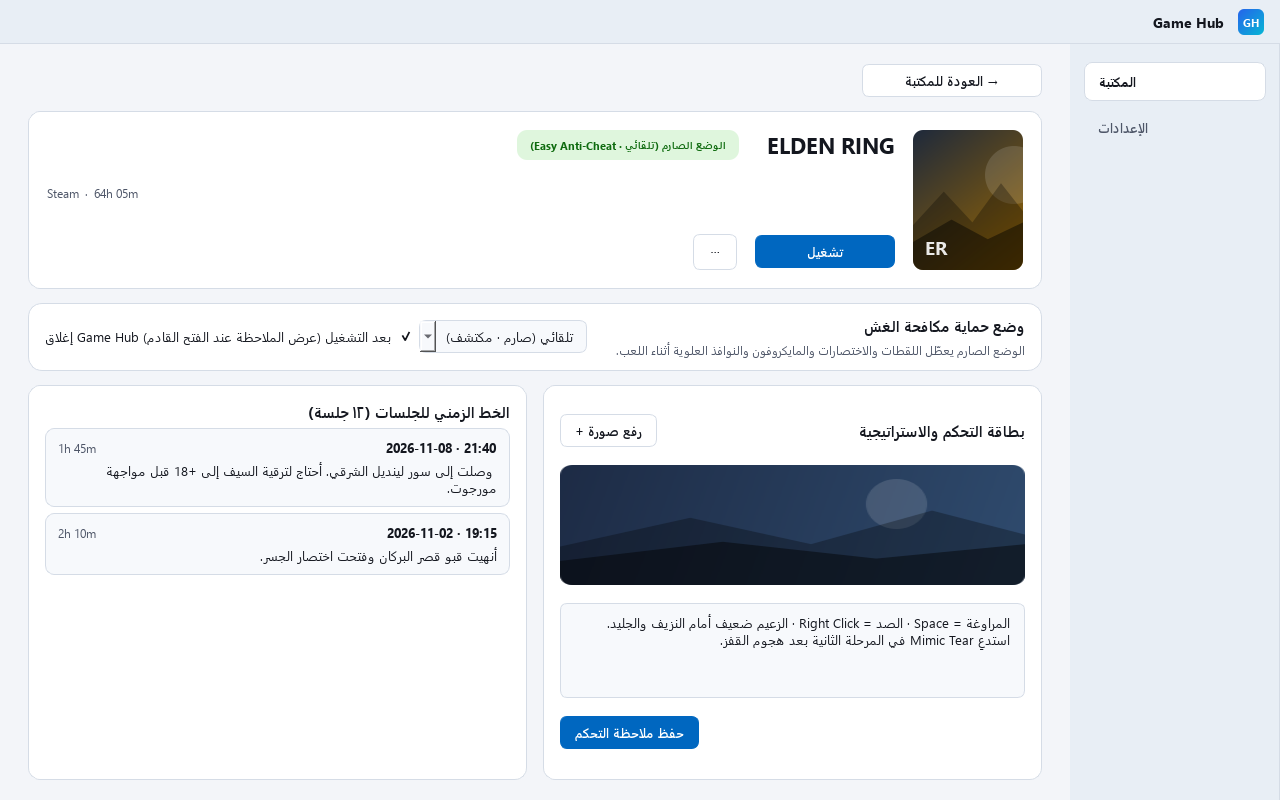 GH
Game Hub
المكتبة
الإعدادات
→ العودة للمكتبة
ER
ELDEN RING
الوضع الصارم (تلقائي · Easy Anti-Cheat)
Steam · 64h 05m
تشغيل
...
وضع حماية مكافحة الغش
الوضع الصارم يعطّل اللقطات والاختصارات والمايكروفون والنوافذ العلوية أثناء اللعب.
تلقائي (صارم · مكتشف)
✓ إغلاق Game Hub بعد التشغيل (عرض الملاحظة عند الفتح القادم)
بطاقة التحكم والاستراتيجية
رفع صورة +
المراوغة = Space · الصد = Right Click · الزعيم ضعيف أمام النزيف والجليد.
استدعِ Mimic Tear في المرحلة الثانية بعد هجوم القفز.
حفظ ملاحظة التحكم
الخط الزمني للجلسات (١٢ جلسة)
2026-11-08 · 21:40
1h 45m
وصلت إلى سور لينديل الشرقي. أحتاج لترقية السيف إلى +18 قبل مواجهة
مورجوت.
2026-11-02 · 19:15
2h 10m
أنهيت قبو قصر البركان وفتحت اختصار الجسر.